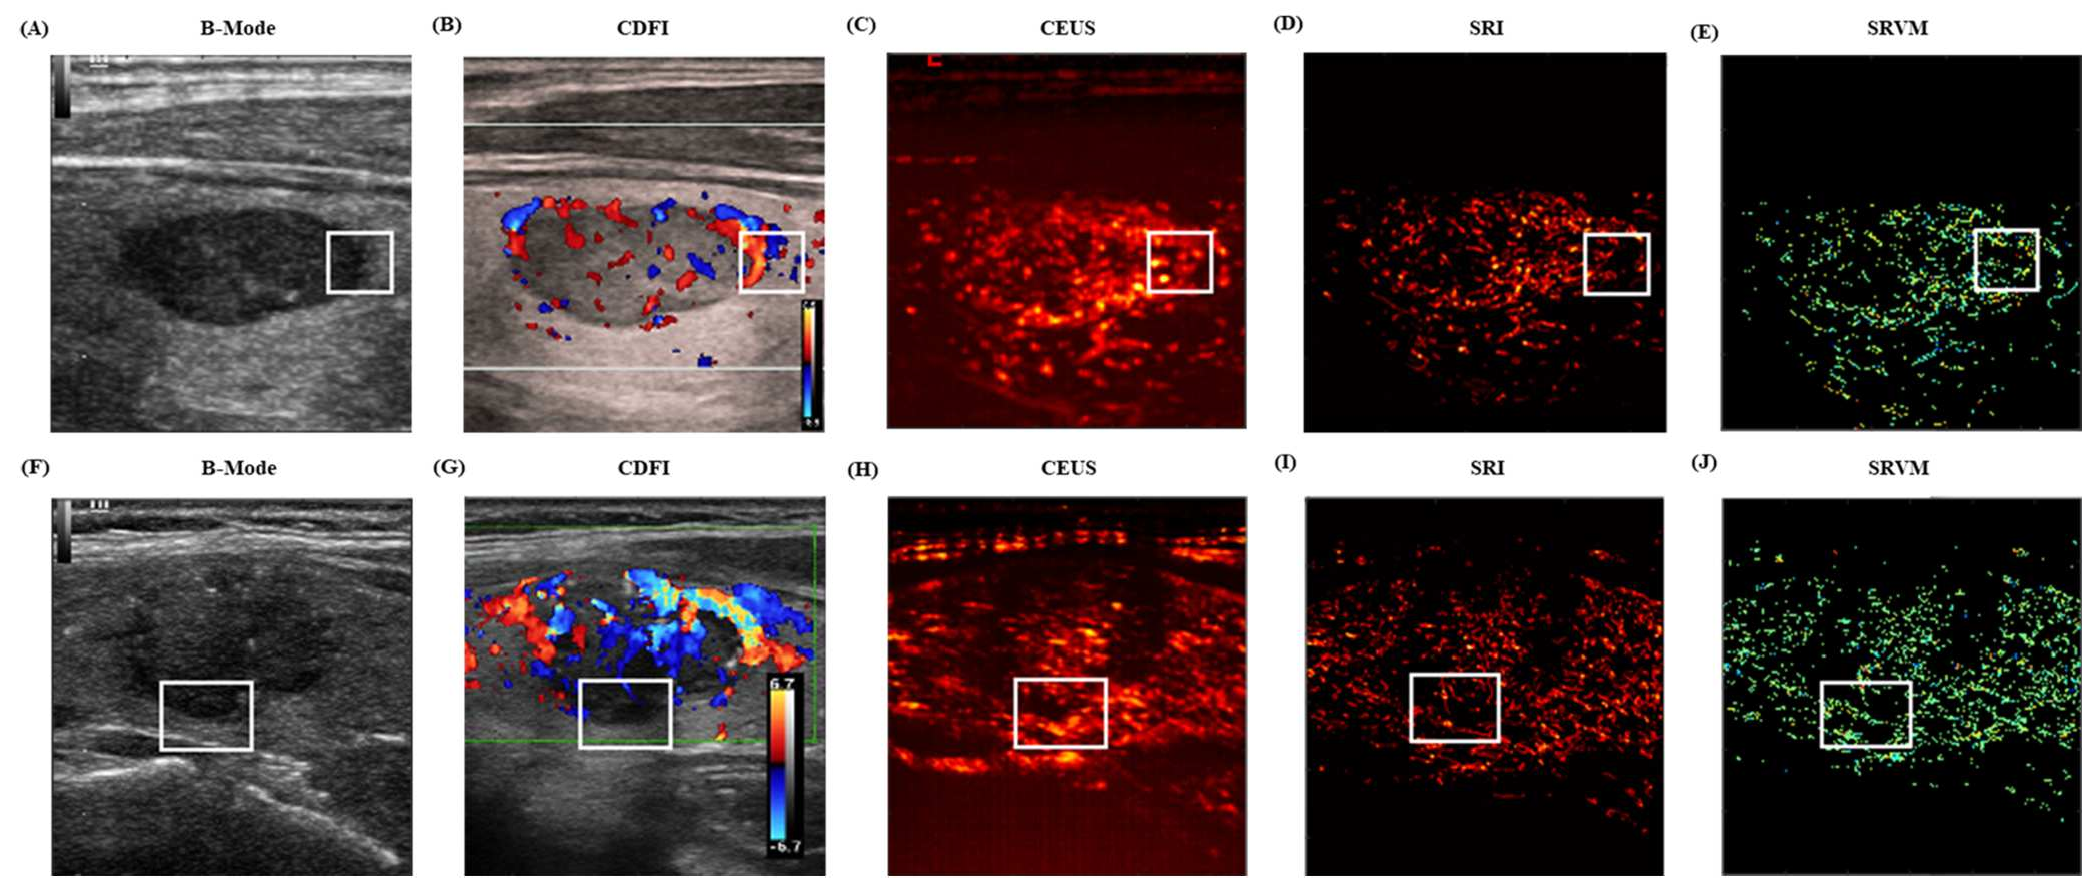 (A) B-Mode (B) CDFI (C) CEUS (D) SRI (E) SRVM
(F) B-Mode (G) CDFI (H) CEUS (I) SRI (J) SRVM
6.7
-6.7